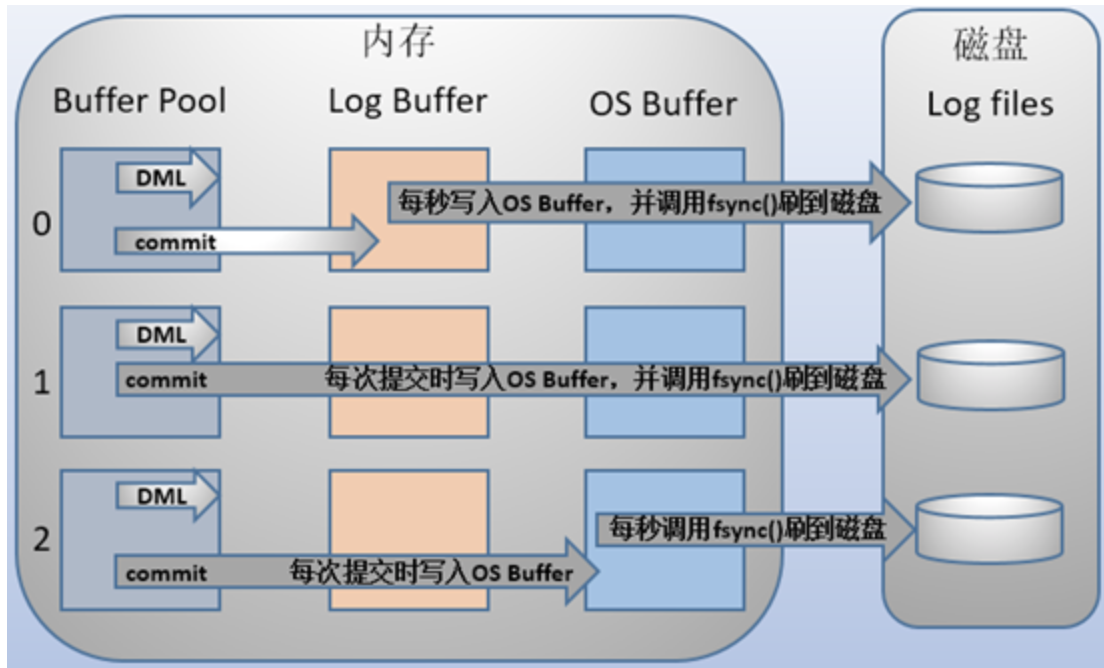 内存
磁盘
Buffer Pool
Log Buffer
OS Buffer
Log files
0
DML
每秒写入OS Buffer，并调用fsync()刷到磁盘
commit
1
DML
commit
每次提交时写入OS Buffer，并调用fsync()刷到磁盘
2
DML
每秒调用fsync()刷到磁盘
commit
每次提交时写入OS Buffer